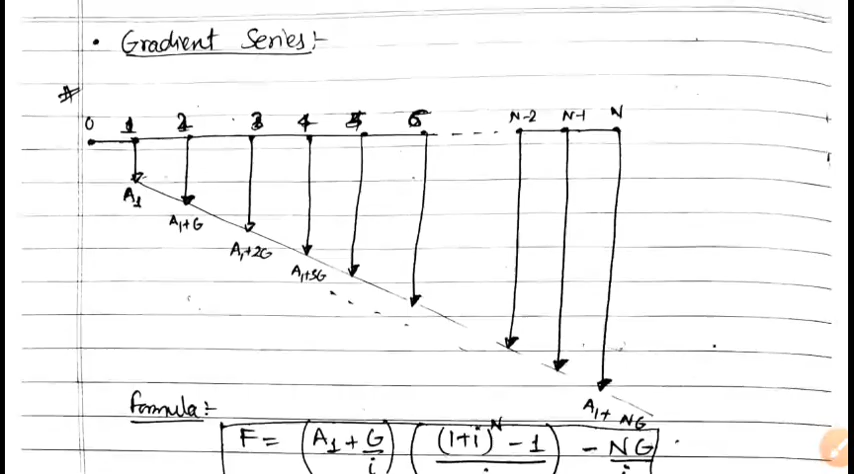 • Gradient Series:-
0 1 2 3 4 5 6 N-2 N-1 N
A1
A1+G
A1+2G
A1+3G
A1+ NG
Formula:-
F= (A1+G/i) ((1+i)^N - 1) - NG/i